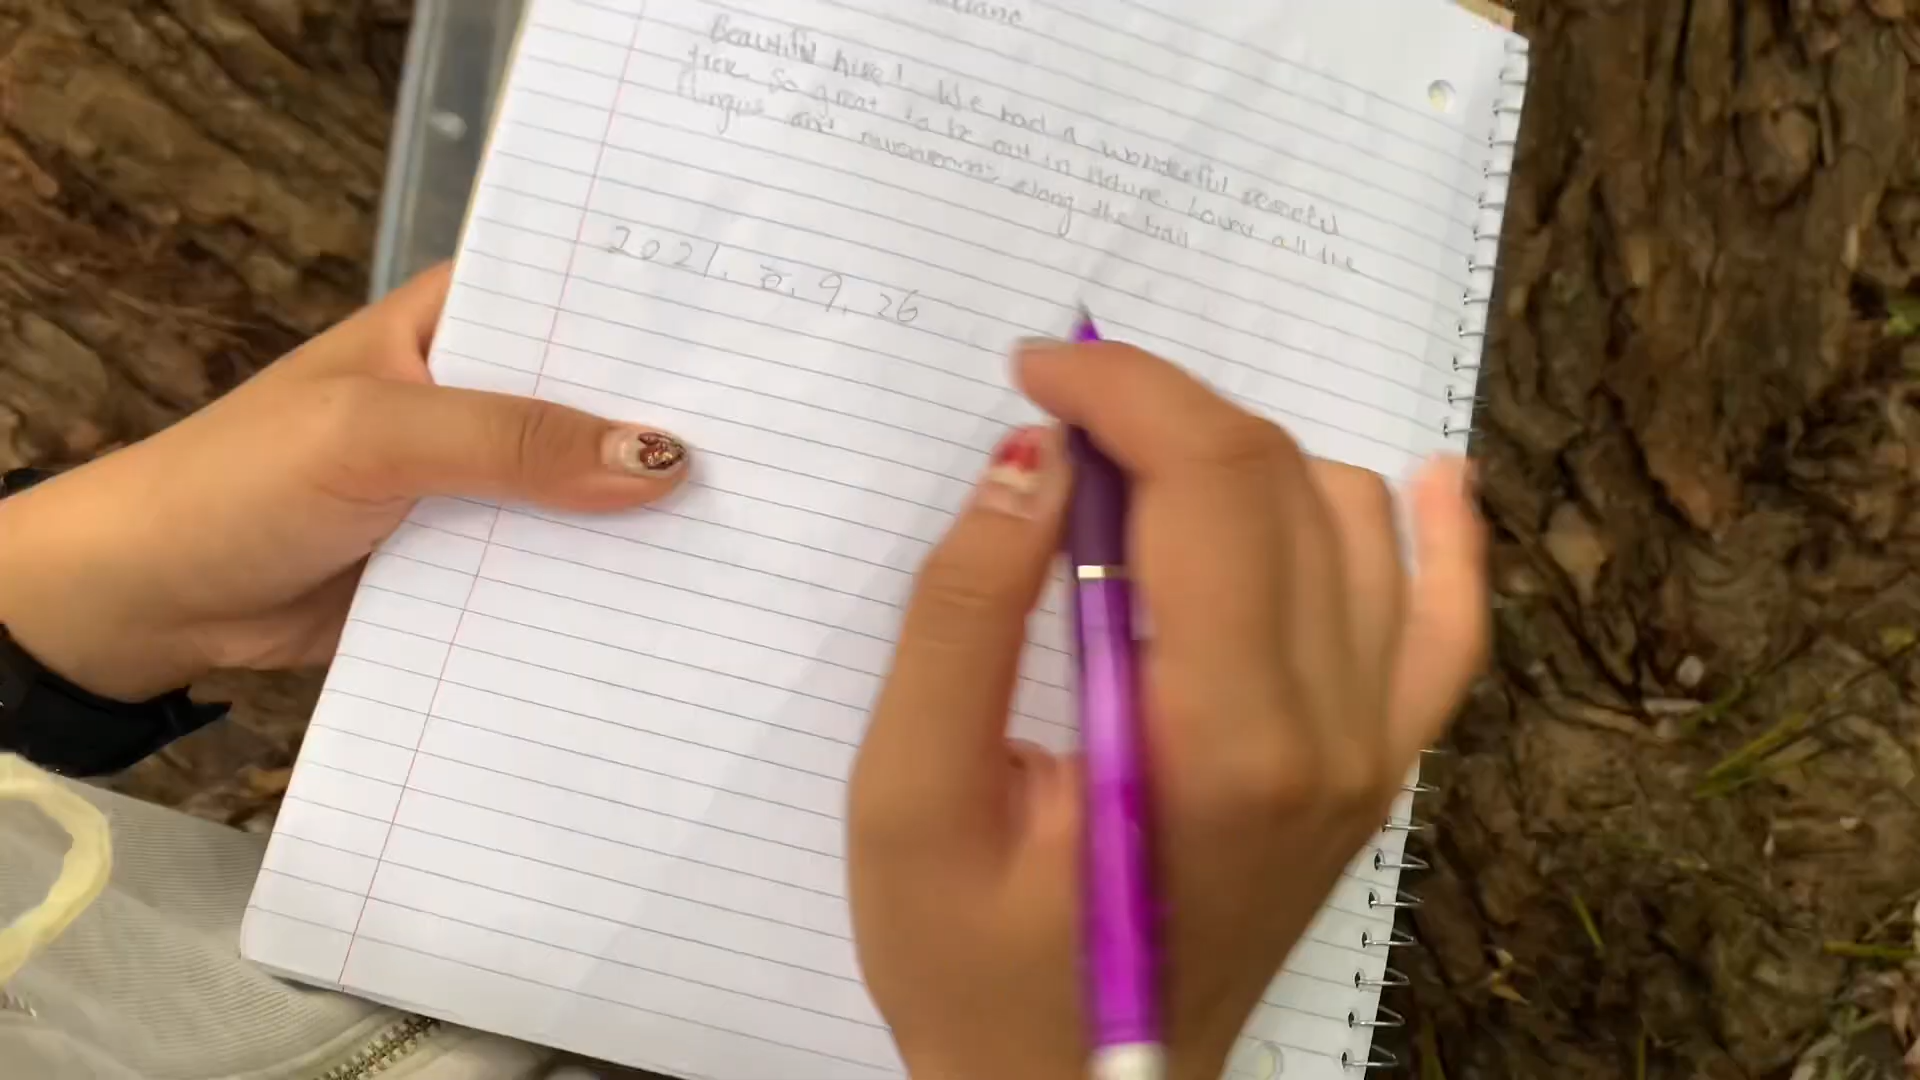 Beautiful hike! We had a wonderful peaceful
time. So great to be out in nature. Loved all the
fungus and mushrooms along the trail
2021. 9. 26